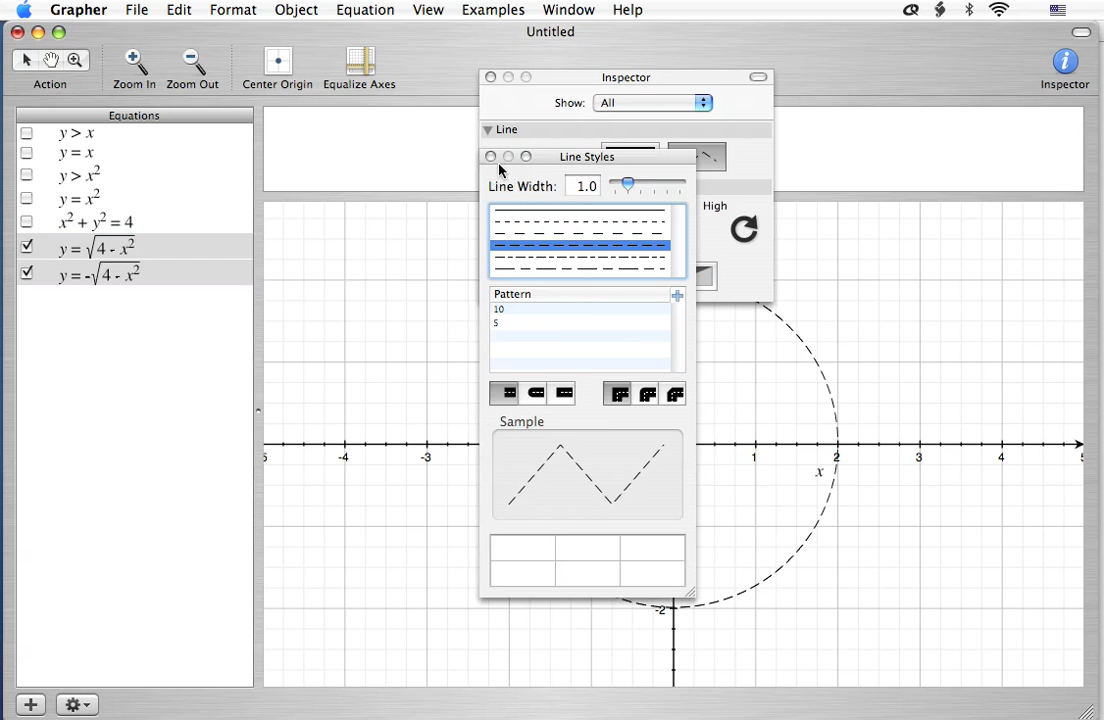 Grapher File Edit Format Object Equation View Examples Window Help
Untitled
Action Zoom In Zoom Out Center Origin Equalize Axes Inspector
Inspector
Show: All
Line
Line Styles
Line Width: 1.0
High
Pattern
10
5
Sample
Equations
y > x
y = x
y > x²
y = x²
x² + y² = 4
y = √4 - x²
y = -√4 - x²
-4 -3 1 2 5
x
-2